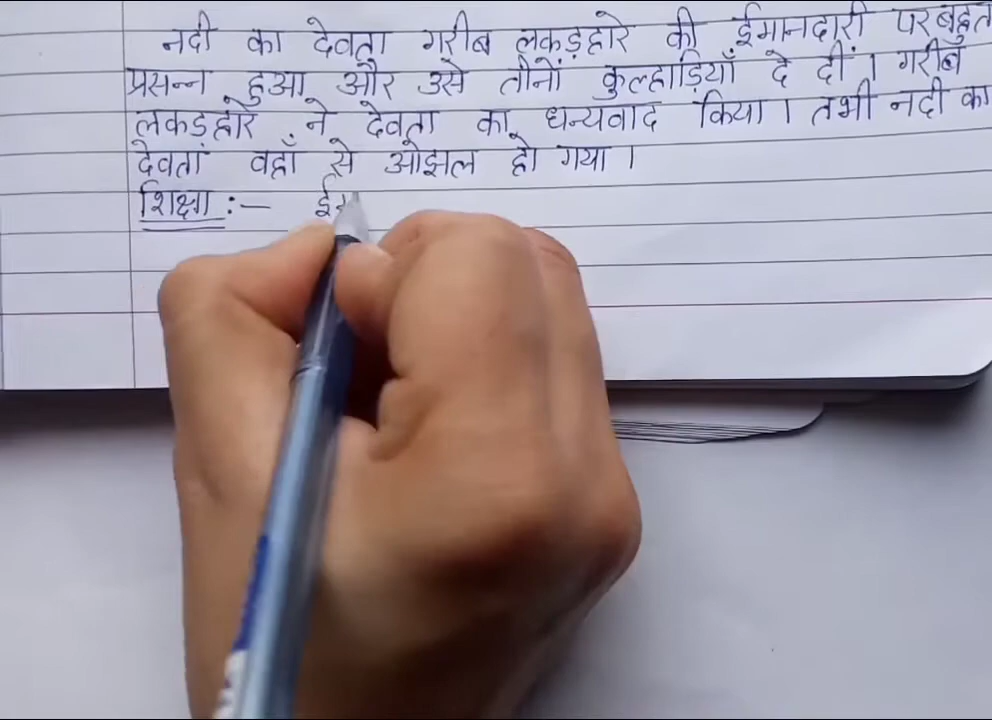 नदी का देवता गरीब लकड़हारे की ईमानदारी पर बहुत
प्रसन्न हुआ और उसे तीनों कुल्हाड़ियाँ दे दीं। गरीब
लकड़हारे ने देवता का धन्यवाद किया। तभी नदी का
देवता वहाँ से ओझल हो गया।
शिक्षा :-